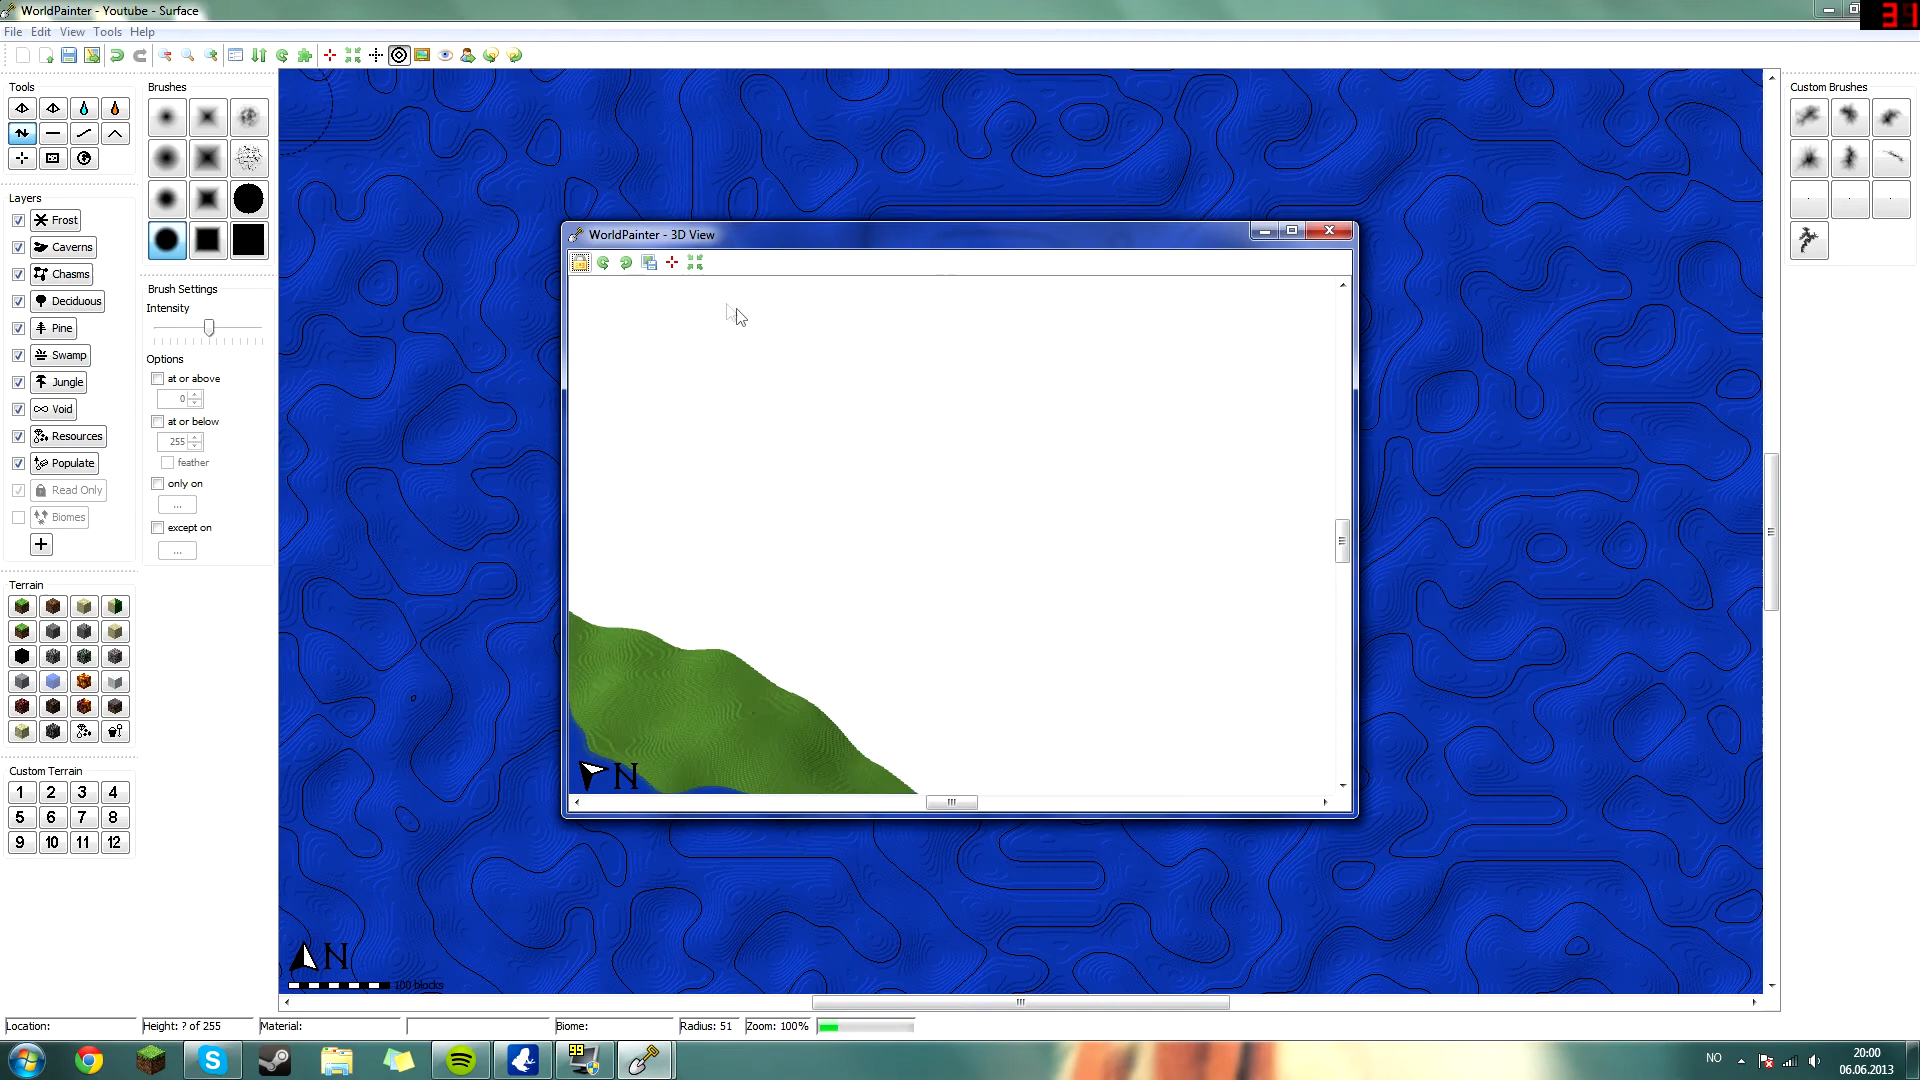 WorldPainter - Youtube - Surface
File Edit View Tools Help
Tools
Layers
Frost
Caverns
Chasms
Deciduous
Pine
Swamp
Jungle
Void
Resources
Populate
Read Only
Biomes
Terrain
Custom Terrain
1 2 3 4
5 6 7 8
9 10 11 12
Brushes
Brush Settings
Intensity
Options
at or above
0
at or below
255
feather
only on
...
except on
...
WorldPainter - 3D View
N
N
100 blocks
Custom Brushes
Location: Height: ? of 255 Material: Biome: Radius: 51 Zoom: 100%
99
NO
20:00
06.06.2013